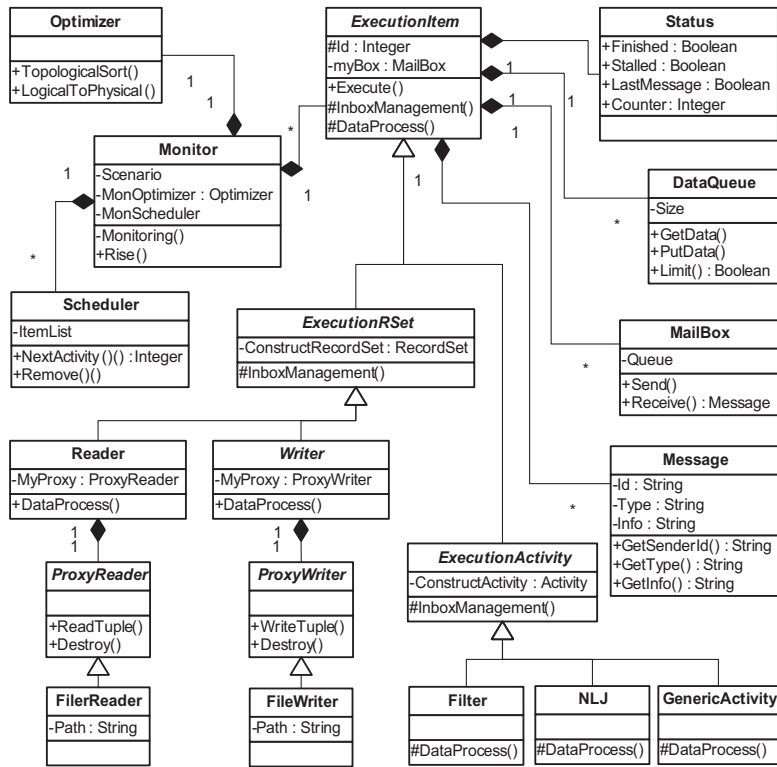 Optimizer
+TopologicalSort()
+LogicalToPhysical()
1
1
ExecutionItem
#Id : Integer
-myBox : MailBox
+Execute()
#InboxManagement()
#DataProcess()
1
1
1
1
1
Status
+Finished : Boolean
+Stalled : Boolean
+LastMessage : Boolean
+Counter : Integer
Monitor
-Scenario
-MonOptimizer : Optimizer
-MonScheduler
-Monitoring()
+Rise()
*
1
1
*
DataQueue
-Size
+GetData()
+PutData()
+Limit() : Boolean
*
Scheduler
-ItemList
+NextActivity()() : Integer
+Remove()()
ExecutionRSet
-ConstructRecordSet : RecordSet
#InboxManagement()
MailBox
-Queue
+Send()
+Receive() : Message
*
Reader
-MyProxy : ProxyReader
+DataProcess()
1
1
Writer
-MyProxy : ProxyWriter
+DataProcess()
1
1
Message
-Id : String
-Type : String
-Info : String
+GetSenderId() : String
+GetType() : String
+GetInfo() : String
*
ProxyReader
+ReadTuple()
+Destroy()
ProxyWriter
+WriteTuple()
+Destroy()
ExecutionActivity
-ConstructActivity : Activity
#InboxManagement()
FilerReader
-Path : String
FileWriter
-Path : String
Filter
#DataProcess()
NLJ
#DataProcess()
GenericActivity
#DataProcess()